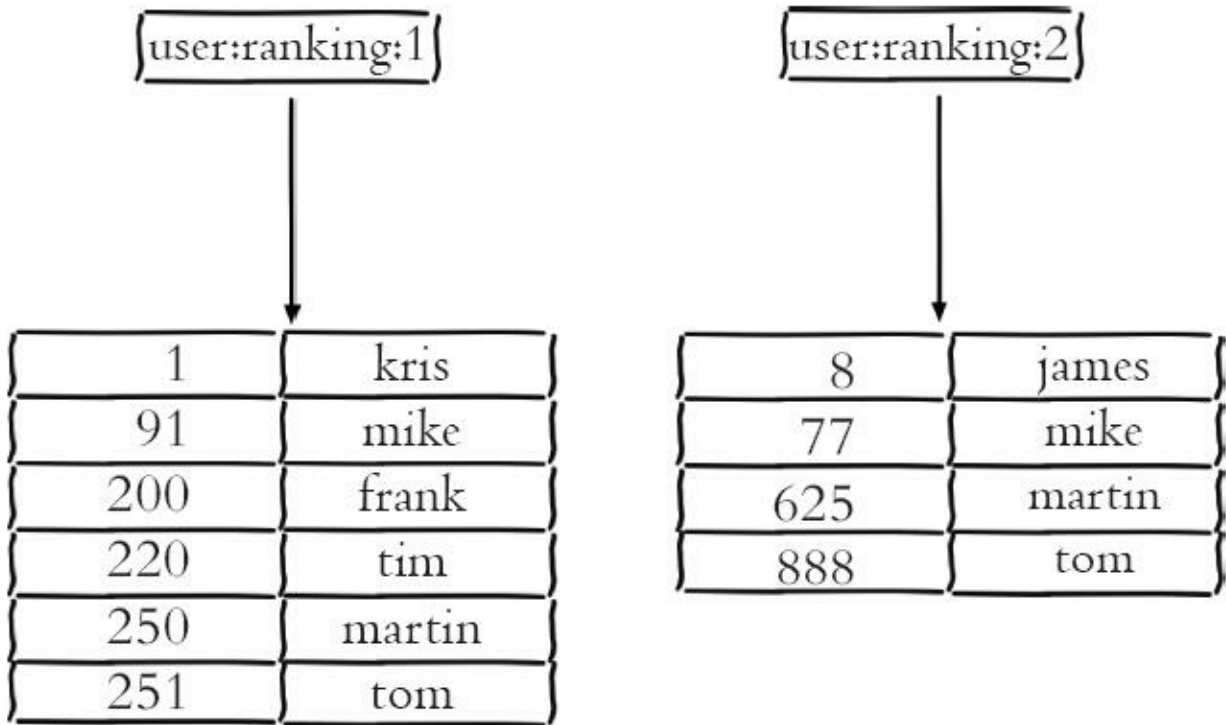 user:ranking:1
1 kris
91 mike
200 frank
220 tim
250 martin
251 tom
user:ranking:2
8 james
77 mike
625 martin
888 tom